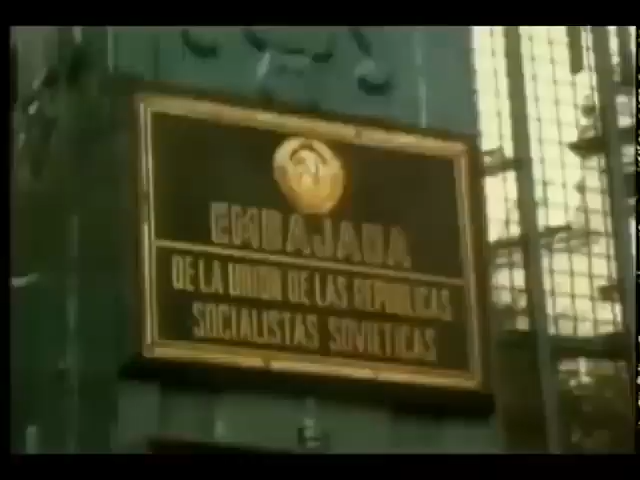 EMBAJADA
DE LA UNION DE LAS REPUBLICAS
SOCIALISTAS SOVIETICAS